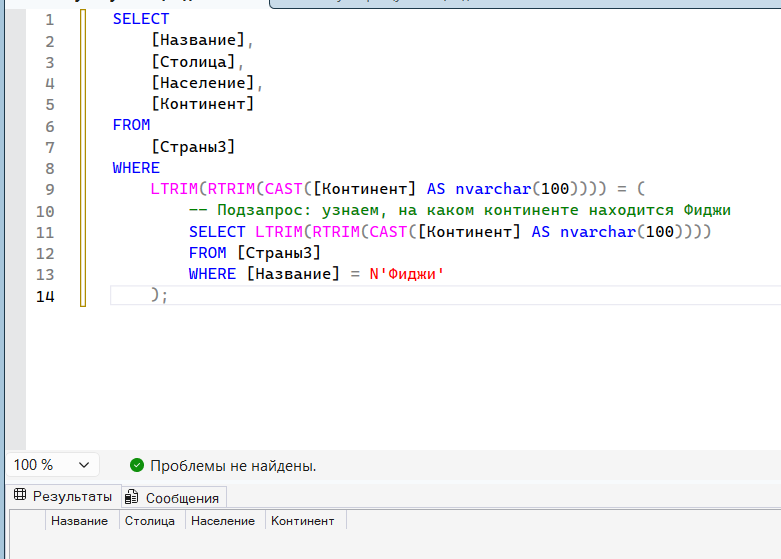 1 SELECT
2 [Название],
3 [Столица],
4 [Население],
5 [Континент]
6 FROM
7 [Страны3]
8 WHERE
9 LTRIM(RTRIM(CAST([Континент] AS nvarchar(100)))) = (
10 -- Подзапрос: узнаем, на каком континенте находится Фиджи
11 SELECT LTRIM(RTRIM(CAST([Континент] AS nvarchar(100))))
12 FROM [Страны3]
13 WHERE [Название] = N'Фиджи'
14 );
100 % Проблемы не найдены.
Результаты Сообщения
Название Столица Население Континент